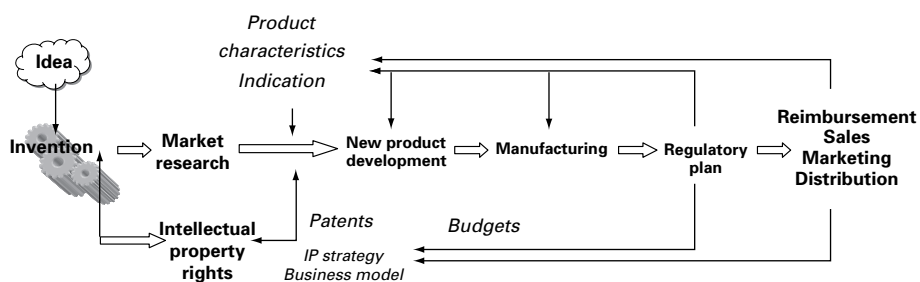 Product
characteristics
Indication
Idea
Invention
Market
research
New product
development
Manufacturing
Regulatory
plan
Reimbursement
Sales
Marketing
Distribution
Intellectual
property
rights
Patents
IP strategy
Business model
Budgets